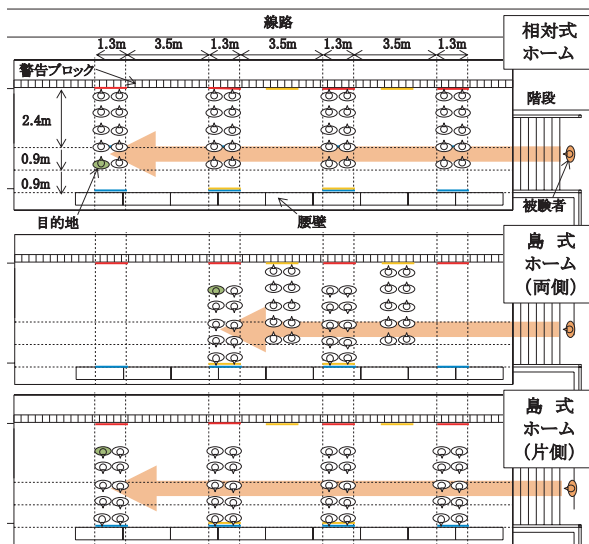 線路
1.3m 3.5m 1.3m 3.5m 1.3m 3.5m 1.3m
相対式
ホーム
警告ブロック
階段
2.4m
0.9m
0.9m
目的地
腰壁
被験者
島 式
ホーム
(両側)
島 式
ホーム
(片側)